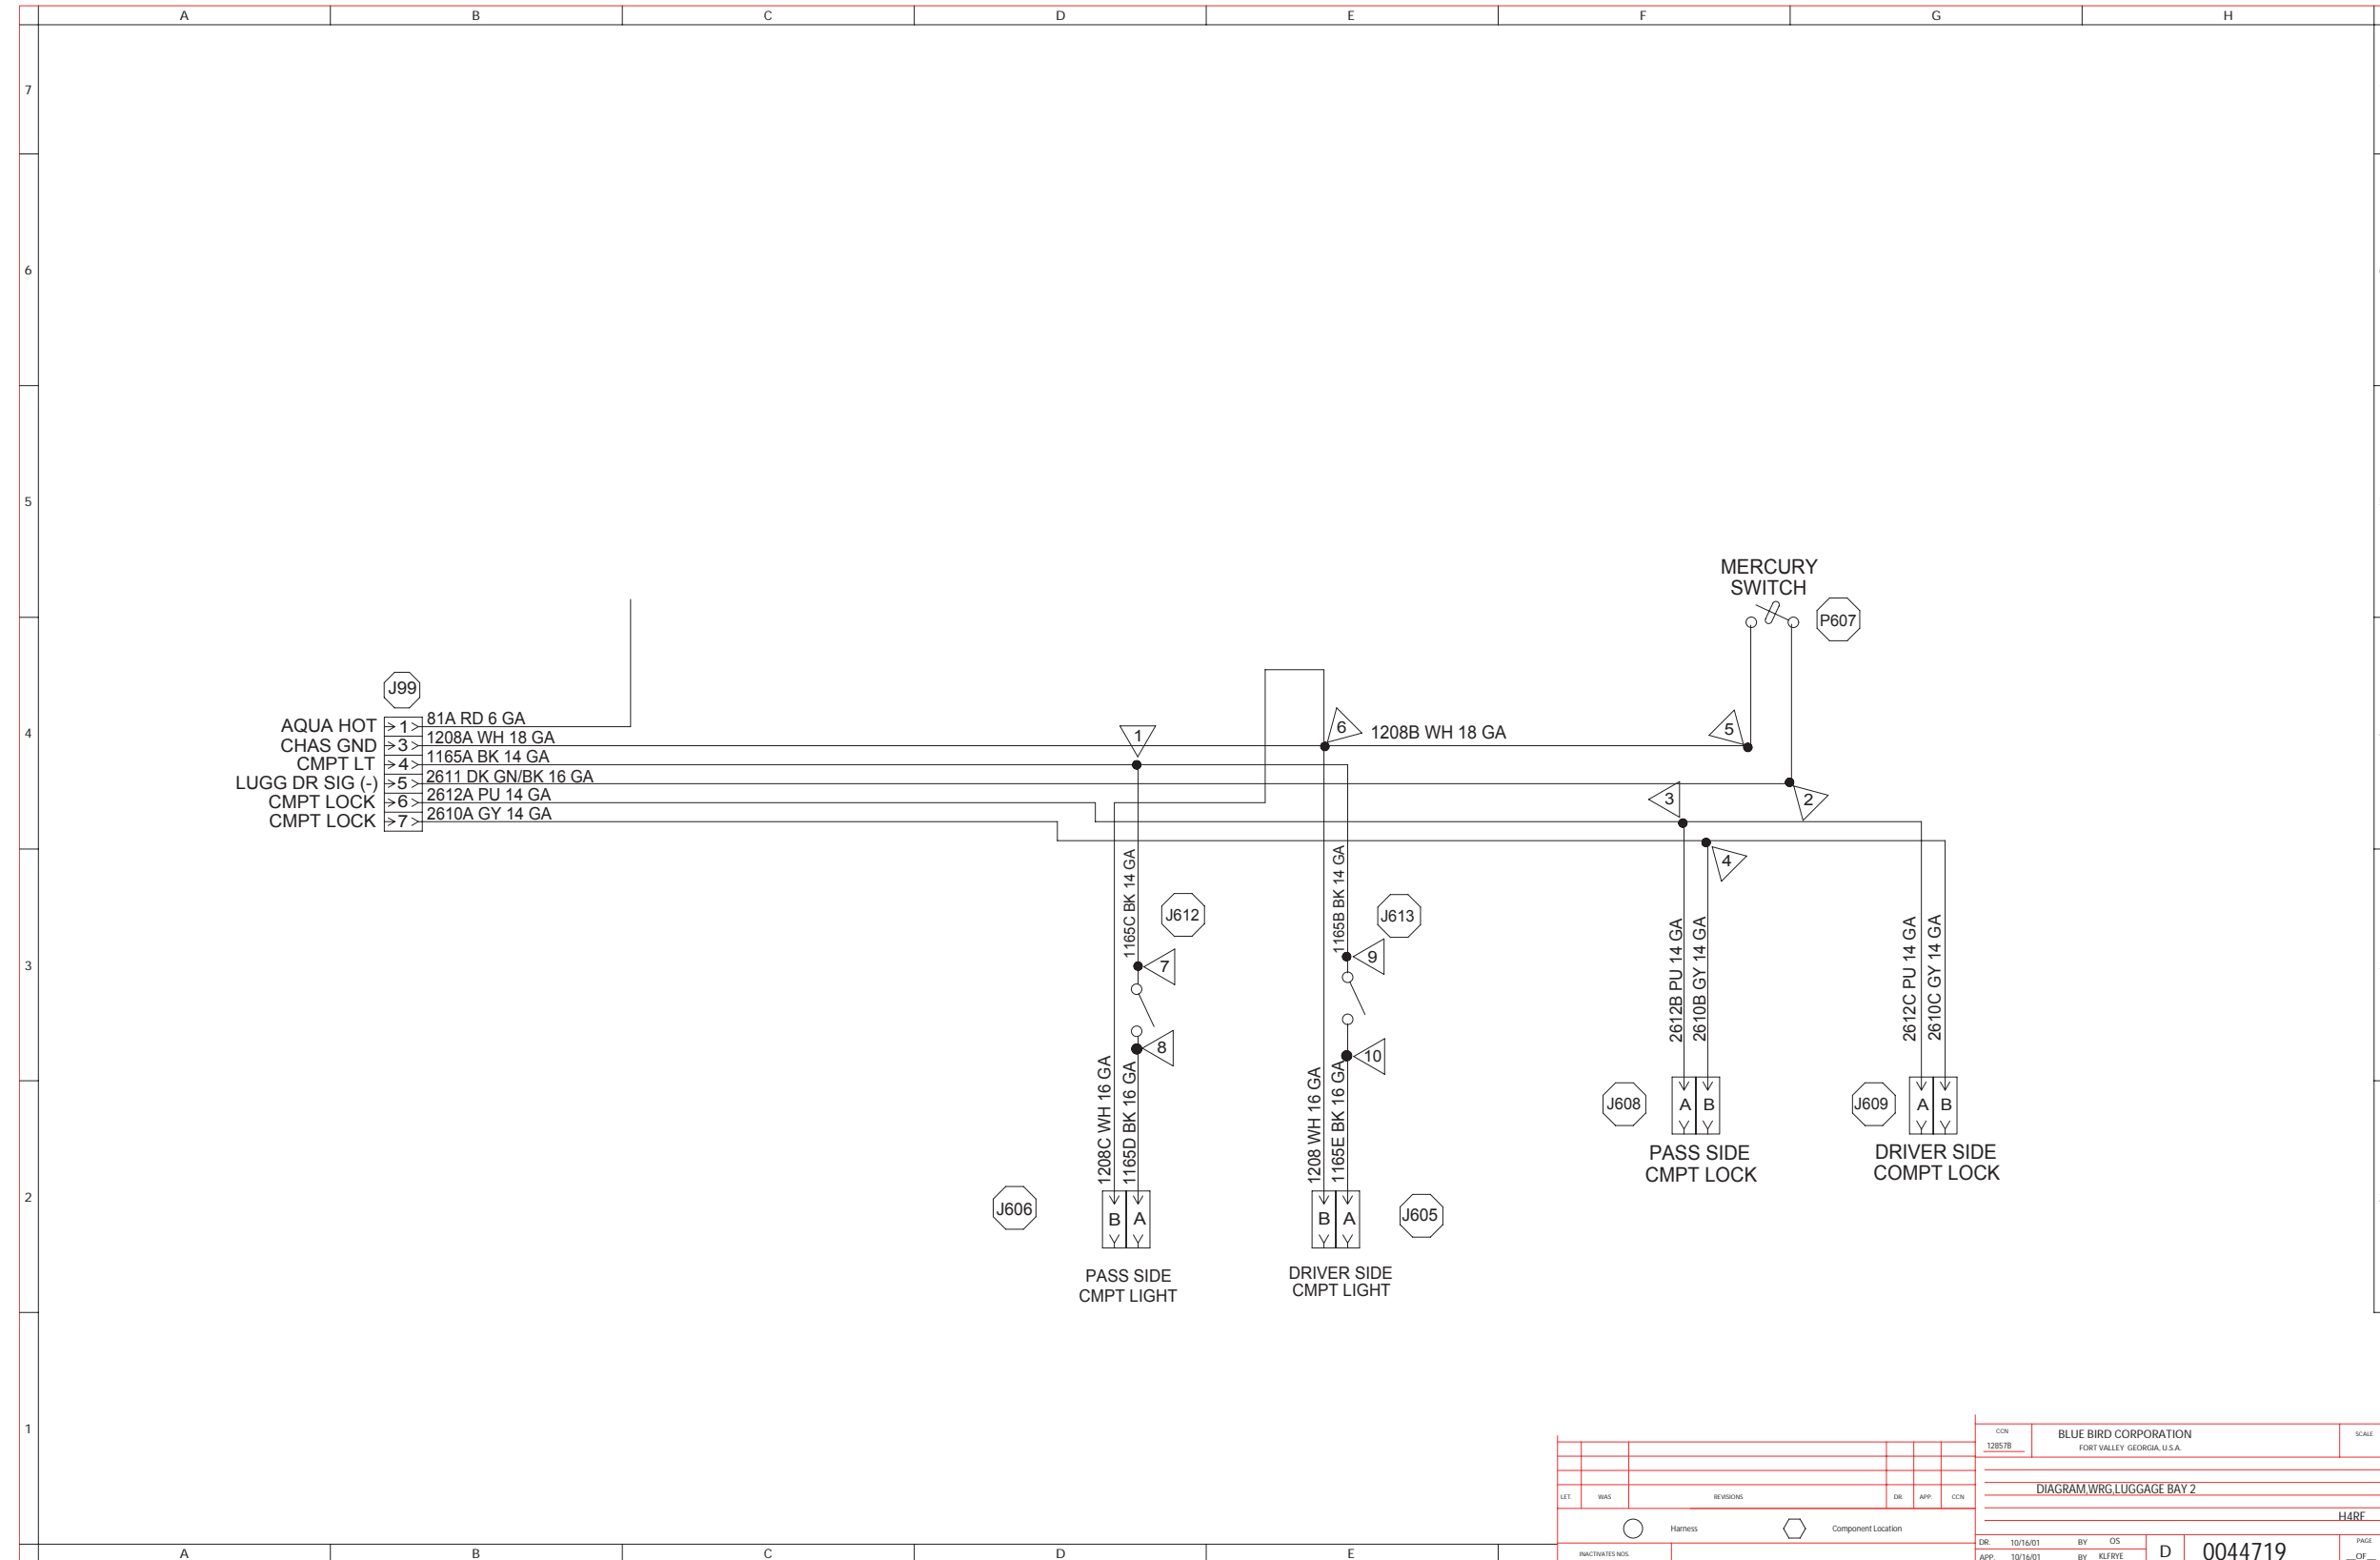 A B C D E F G H
7
6
5
4
3
2
1
MERCURY
SWITCH
P607
J99
AQUA HOT 1 81A RD 6 GA
CHAS GND 3 1208A WH 18 GA
CMPT LT 4 1165A BK 14 GA
LUGG DR SIG (-) 5 2611 DK GN/BK 16 GA
CMPT LOCK 6 2612A PU 14 GA
CMPT LOCK 7 2610A GY 14 GA
1
6
1208B WH 18 GA
5
3
2
4
1165C BK 14 GA
J612
1165B BK 14 GA
J613
7
9
8
10
1208C WH 16 GA
1165D BK 16 GA
1208 WH 16 GA
1165E BK 16 GA
2612B PU 14 GA
2610B GY 14 GA
2612C PU 14 GA
2610C GY 14 GA
J608
A B
J609
A B
PASS SIDE
CMPT LOCK
DRIVER SIDE
COMPT LOCK
J606
B A
B A
J605
PASS SIDE
CMPT LIGHT
DRIVER SIDE
CMPT LIGHT
CCN
12857B
BLUE BIRD CORPORATION
FORT VALLEY GEORGIA, U.S.A.
SCALE
DIAGRAM,WRG,LUGGAGE BAY 2
H4RE
LET. WAS REVISIONS DR. APP. CCN
Harness
Component Location
INACTIVATES NOS.
DR. 10/16/01 BY OS
APP. 10/16/01 BY KLFRYE
D
0044719
PAGE
OF
A B C D E